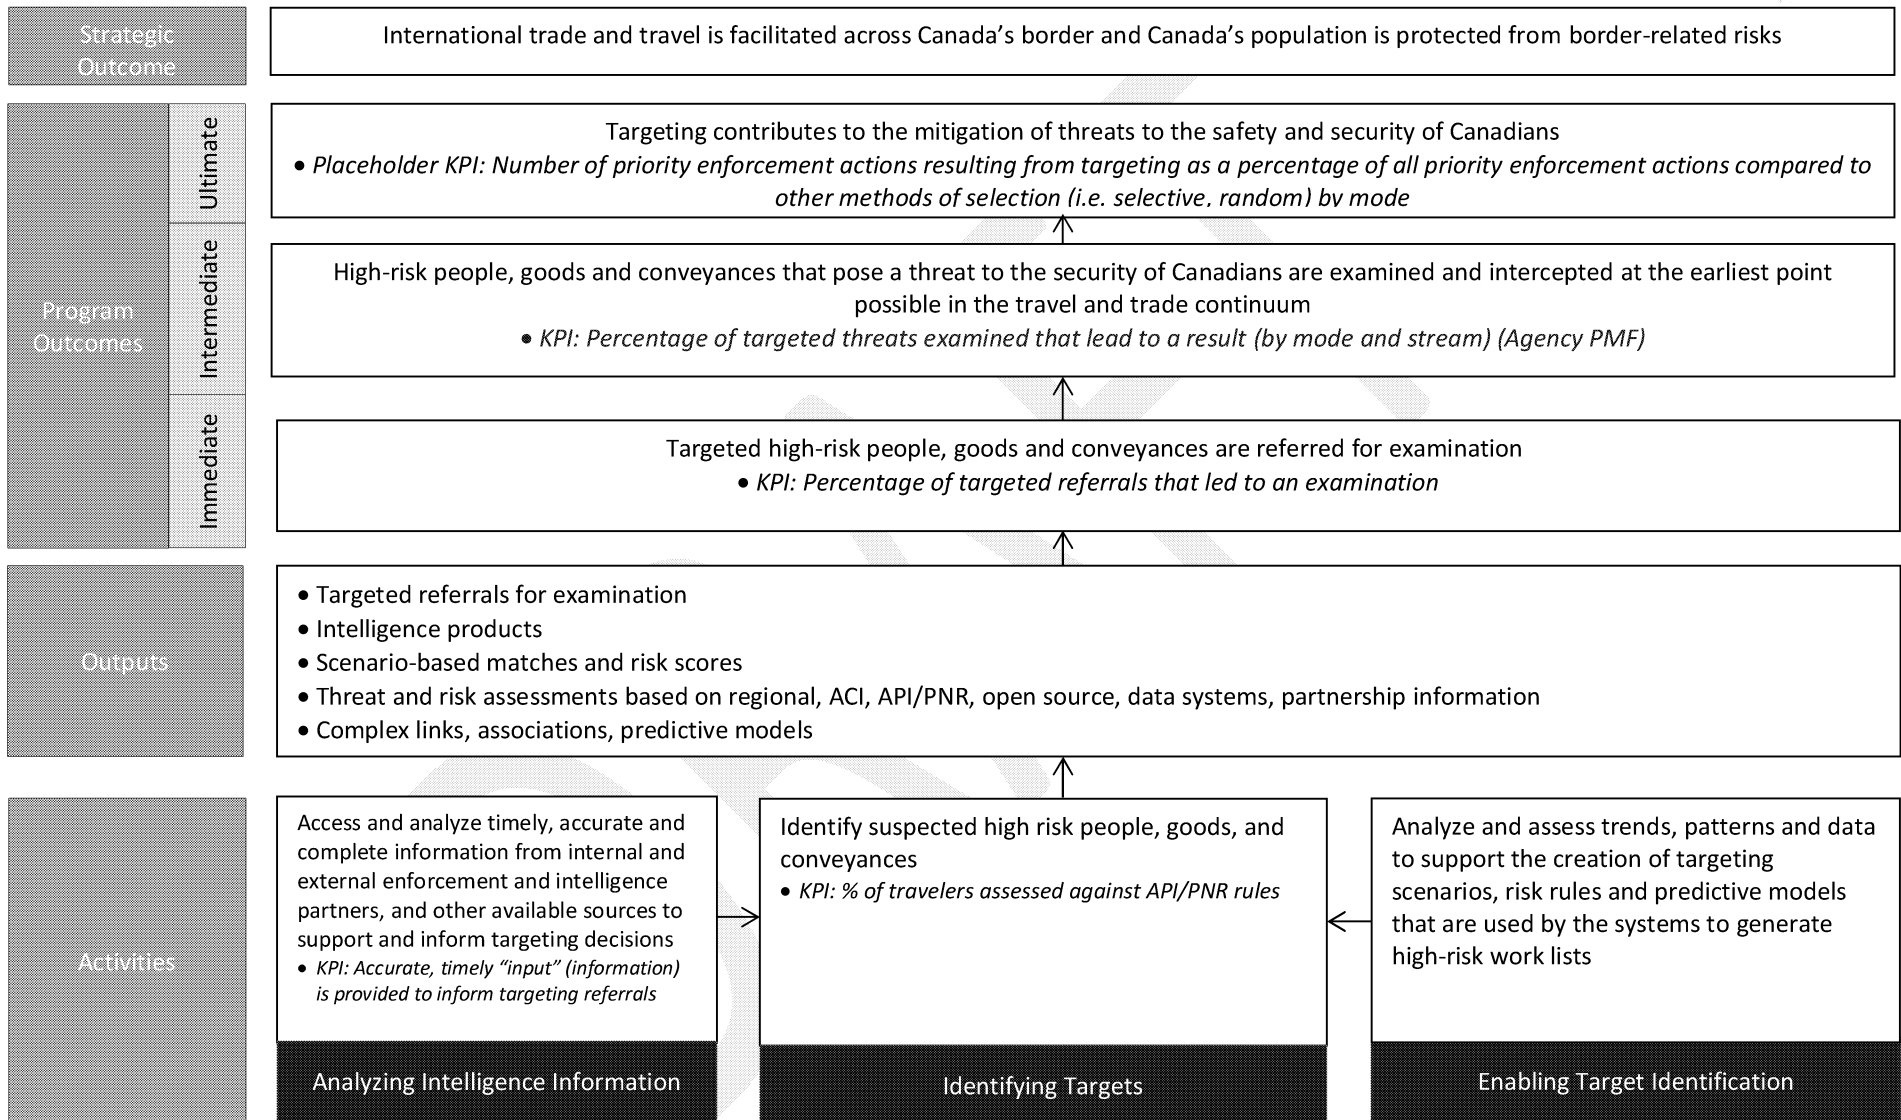 Strategic
Outcome
International trade and travel is facilitated across Canada’s border and Canada’s population is protected from border-related risks
Program
Outcomes
Ultimate
Targeting contributes to the mitigation of threats to the safety and security of Canadians
• Placeholder KPI: Number of priority enforcement actions resulting from targeting as a percentage of all priority enforcement actions compared to
other methods of selection (i.e. selective, random) by mode
Intermediate
High-risk people, goods and conveyances that pose a threat to the security of Canadians are examined and intercepted at the earliest point
possible in the travel and trade continuum
• KPI: Percentage of targeted threats examined that lead to a result (by mode and stream) (Agency PMF)
Immediate
Targeted high-risk people, goods and conveyances are referred for examination
• KPI: Percentage of targeted referrals that led to an examination
Outputs
• Targeted referrals for examination
• Intelligence products
• Scenario-based matches and risk scores
• Threat and risk assessments based on regional, ACI, API/PNR, open source, data systems, partnership information
• Complex links, associations, predictive models
Activities
Access and analyze timely, accurate and
complete information from internal and
external enforcement and intelligence
partners, and other available sources to
support and inform targeting decisions
• KPI: Accurate, timely “input” (information)
is provided to inform targeting referrals
Analyzing Intelligence Information
Identify suspected high risk people, goods, and
conveyances
• KPI: % of travelers assessed against API/PNR rules
Identifying Targets
Analyze and assess trends, patterns and data
to support the creation of targeting
scenarios, risk rules and predictive models
that are used by the systems to generate
high-risk work lists
Enabling Target Identification